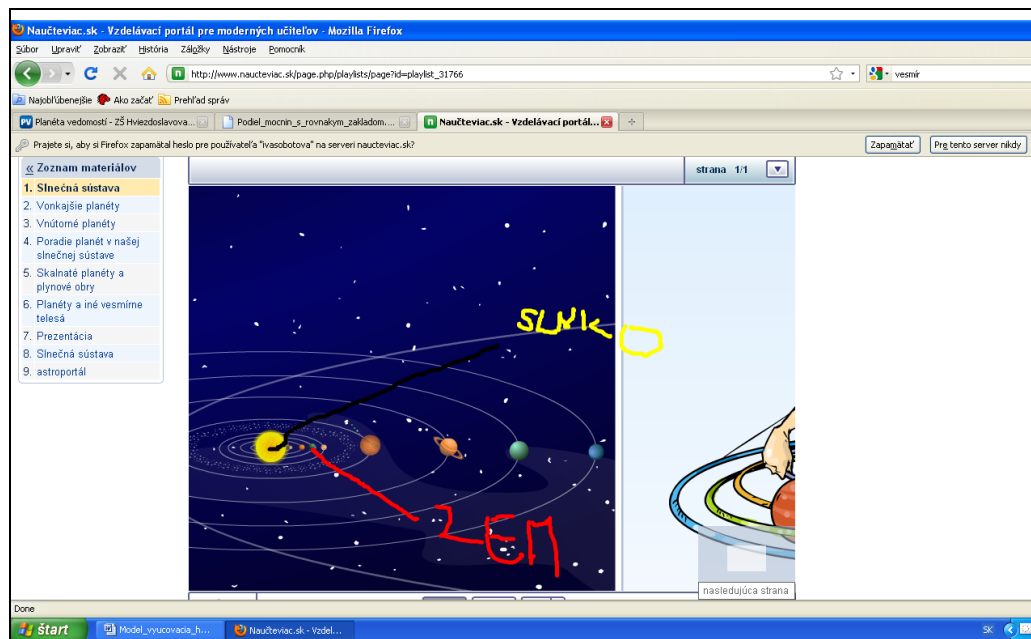 Naučteviac.sk - Vzdelávací portál pre moderných učiteľov - Mozilla Firefox
Súbor Upraviť Zobraziť História Záložky Nástroje Pomocník
http://www.naucteviac.sk/page.php/playlists/page?id=playlist_31766
vesmír
Najobľúbenejšie Ako začať Prehľad správ
Planéta vedomostí - ZŠ Hviezdoslavova... Podiel_mocnin_s_rovnakym_zakladom.... Naučteviac.sk - Vzdelávací portál...
Prajete si, aby si Firefox zapamätal heslo pre používateľa "ivasobotova" na serveri naucteviac.sk? Zapamätať Pre tento server nikdy
« Zoznam materiálov
strana 1/1
1. Slnečná sústava
2. Vonkajšie planéty
3. Vnútorné planéty
4. Poradie planét v našej
slnečnej sústave
5. Skalnaté planéty a
plynové obry
6. Planéty a iné vesmírne
telesá
7. Prezentácia
8. Slnečná sústava
9. astroportál
SLNKO
ZEM
nasledujúca strana
Done
štart Model_vyucovacia_h... Naučteviac.sk - Vzdel... SK